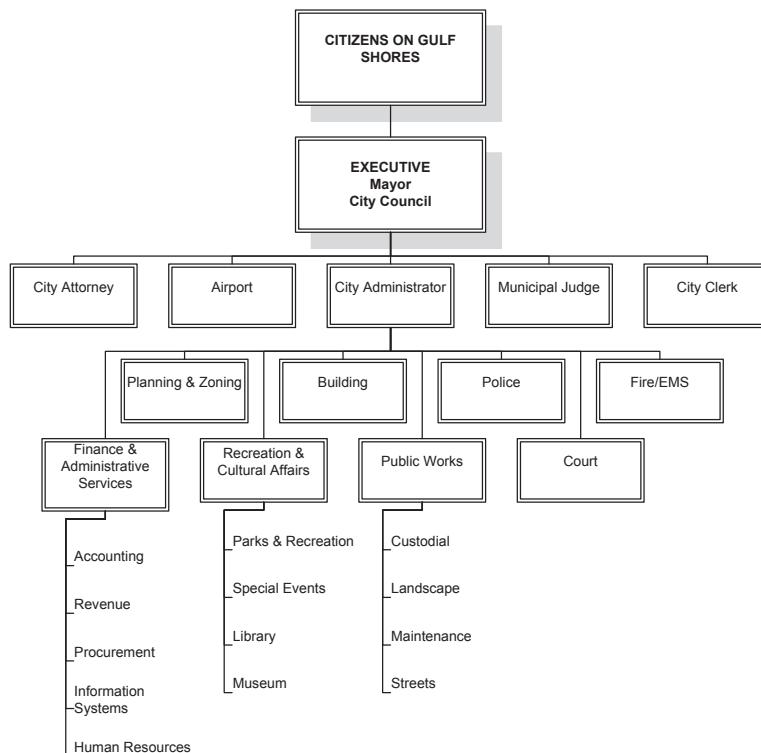 CITIZENS ON GULF
SHORES
EXECUTIVE
Mayor
City Council
City Attorney
Airport
City Administrator
Municipal Judge
City Clerk
Planning & Zoning
Building
Police
Fire/EMS
Finance &
Administrative
Services
Recreation &
Cultural Affairs
Public Works
Court
Accounting
Revenue
Procurement
Information
Systems
Human Resources
Parks & Recreation
Special Events
Library
Museum
Custodial
Landscape
Maintenance
Streets